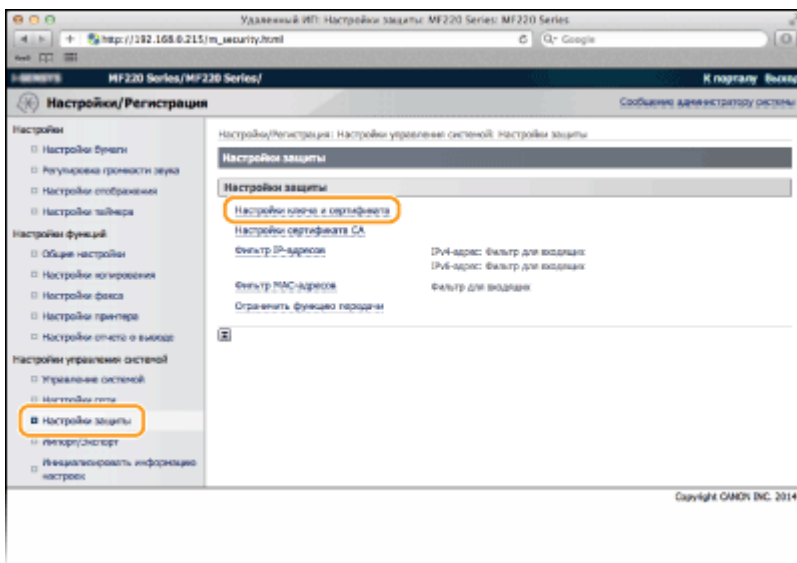 Удаленный ИП: Настройки защиты: MF220 Series: MF220 Series
http://192.168.0.215/m_security.html
Google
MF220 Series/MF220 Series/
К порталу
Настройки/Регистрация
Сообщение администратору системы
Настройки
Настройки бумаги
Регулировка громкости звука
Настройки отображения
Настройки таймера
Настройки функций
Общие настройки
Настройки копирования
Настройки факса
Настройки принтера
Настройки отчета о выводе
Настройки управления системой
Управление системой
Настройки сети
Настройки защиты
Импорт/Экспорт
Инициализировать информацию
настроек
Настройки/Регистрация: Настройки управления системой: Настройки защиты
Настройки защиты
Настройки защиты
Настройки ключа и сертификата
Настройки сертификата CA
Фильтр IP-адресов
IPv4-адрес: Фильтр для входящих
IPv6-адрес: Фильтр для входящих
Фильтр MAC-адресов
Фильтр для входящих
Ограничить функцию передачи
Copyright CANON INC. 2014